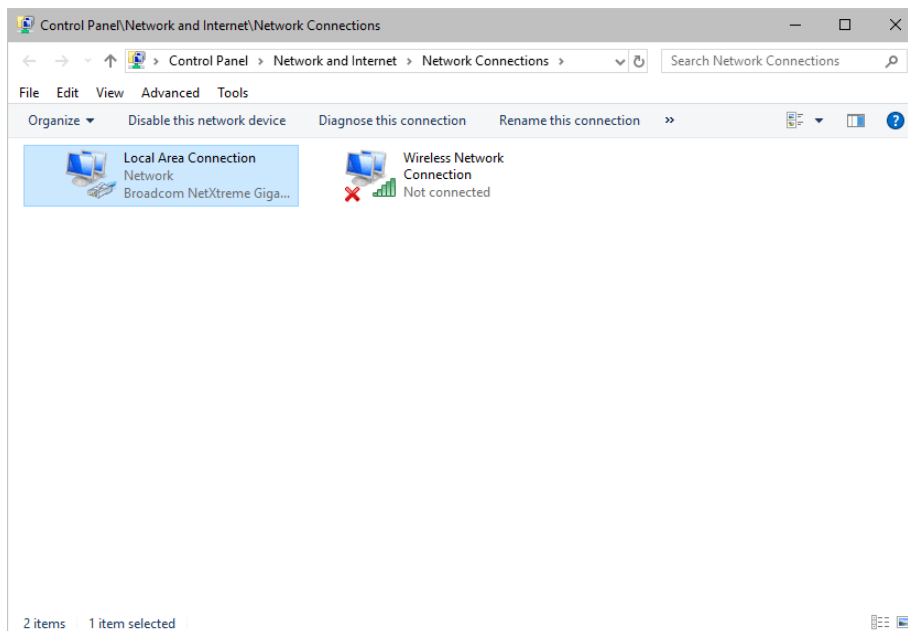 Control Panel\Network and Internet\Network Connections
Control Panel > Network and Internet > Network Connections >
Search Network Connections
File Edit View Advanced Tools
Organize Disable this network device Diagnose this connection Rename this connection »
Local Area Connection
Network
Broadcom NetXtreme Giga...
Wireless Network
Connection
Not connected
2 items 1 item selected